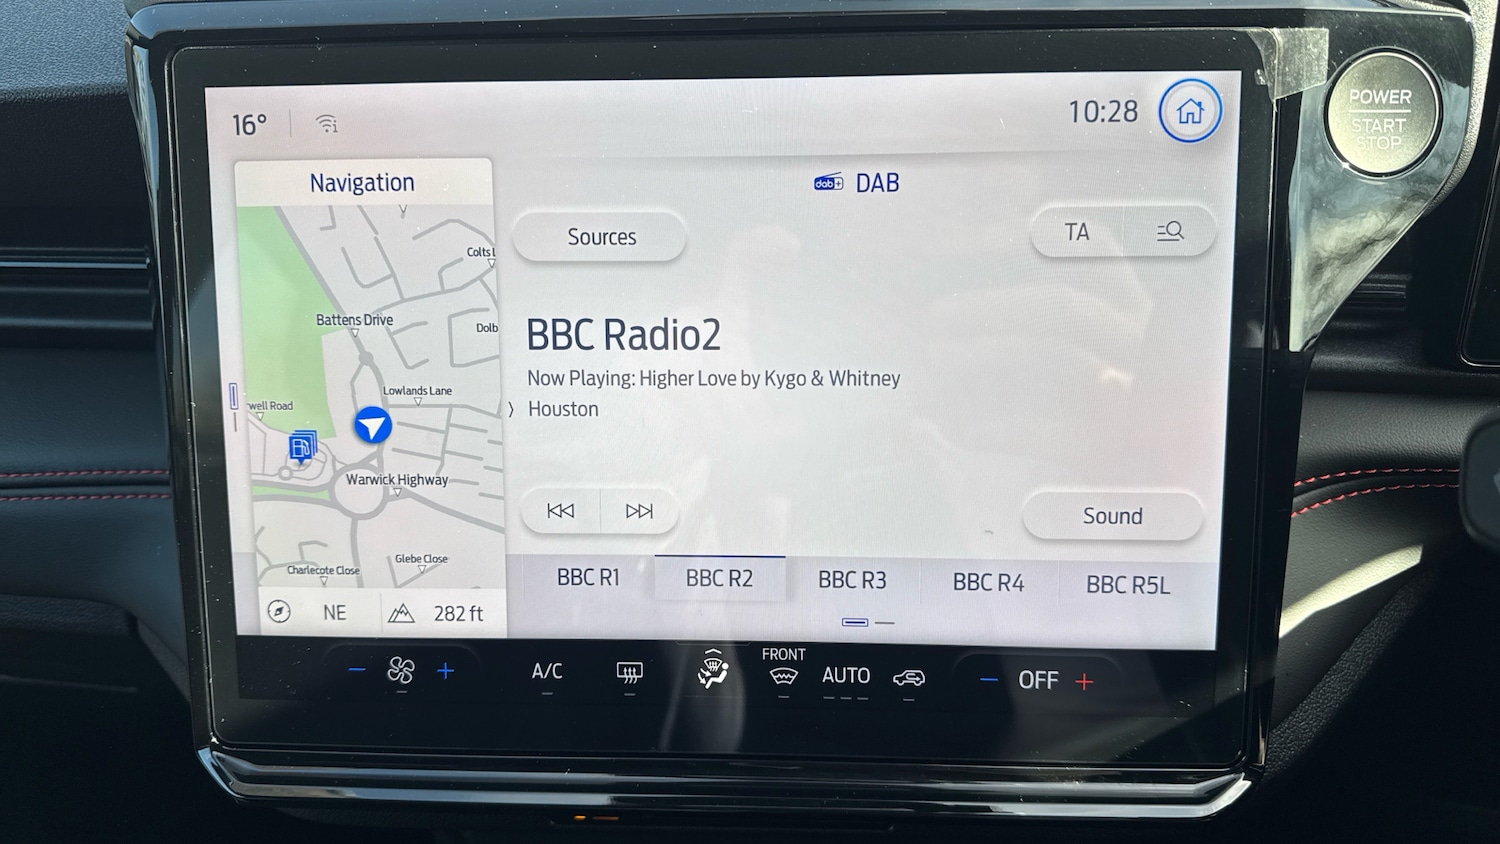 16°
1
10:28
POWER
START
STOP
Navigation
dab+ DAB
Sources
TA
Colts L
Battens Drive
Dolb
BBC Radio2
Now Playing: Higher Love by Kygo & Whitney
Houston
Lowlands Lane
well Road
Warwick Highway
Sound
Glebe Close
Charlecote Close
BBC R1 BBC R2 BBC R3 BBC R4 BBC R5L
NE 282 ft
− + A/C FRONT AUTO − OFF +